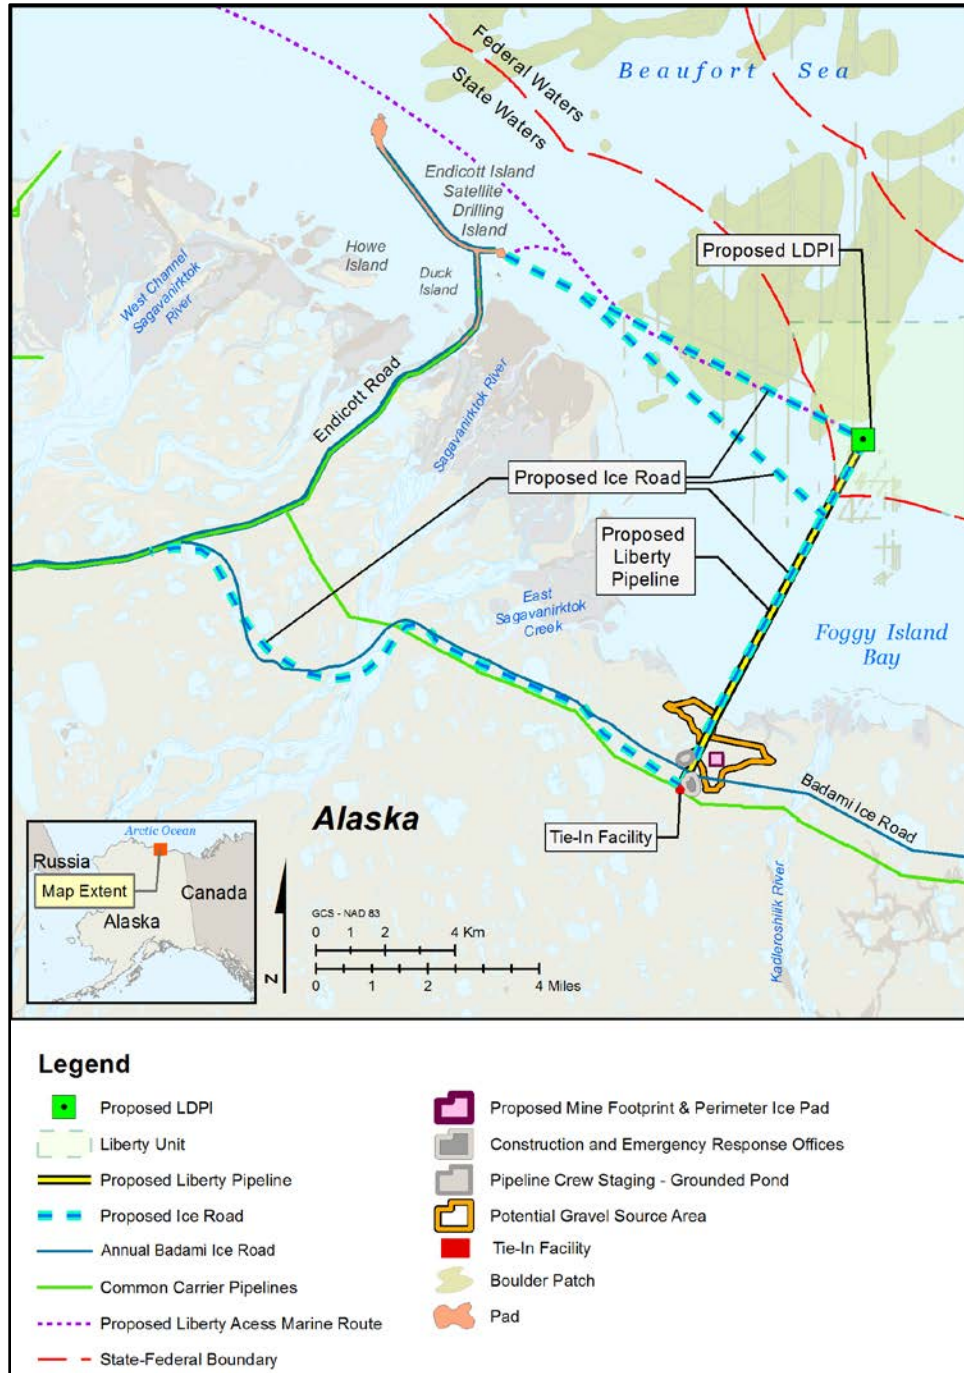 Federal Waters
State Waters
Beaufort Sea
Endicott Island
Satellite
Drilling
Island
Proposed LDPI
Howe
Island
Duck
Island
West Channel
Sagavanirktok
River
Endicott Road
Sagavanirktok River
Proposed Ice Road
Proposed
Liberty
Pipeline
East
Sagavanirktok
Creek
Foggy Island
Bay
Badami Ice Road
Tie-In Facility
Kadleroshilik River
Alaska
Arctic Ocean
Russia
Map Extent
Canada
Alaska
N
GCS - NAD 83
0 1 2 4 Km
0 1 2 4 Miles
Legend
Proposed LDPI
Liberty Unit
Proposed Liberty Pipeline
Proposed Ice Road
Annual Badami Ice Road
Common Carrier Pipelines
Proposed Liberty Acess Marine Route
State-Federal Boundary
Proposed Mine Footprint & Perimeter Ice Pad
Construction and Emergency Response Offices
Pipeline Crew Staging - Grounded Pond
Potential Gravel Source Area
Tie-In Facility
Boulder Patch
Pad